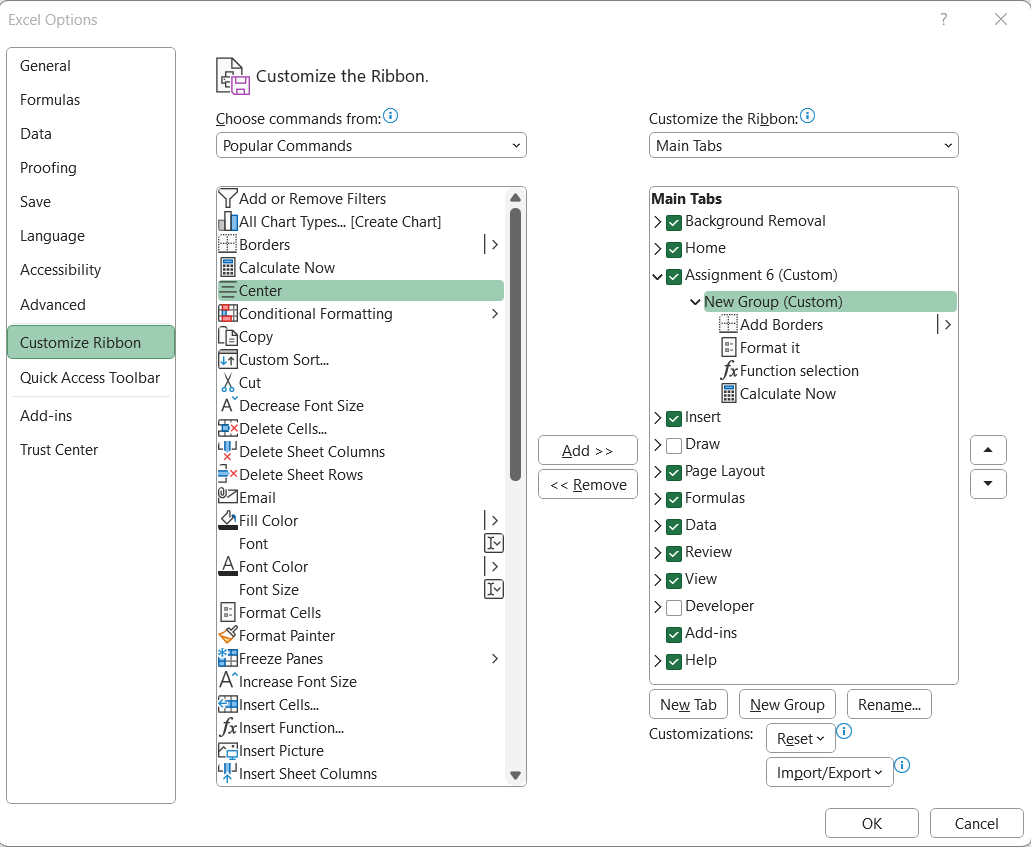 Excel Options
?
General
Formulas
Data
Proofing
Save
Language
Accessibility
Advanced
Customize Ribbon
Quick Access Toolbar
Add-ins
Trust Center
Customize the Ribbon.
Choose commands from:
Popular Commands
Add or Remove Filters
All Chart Types... [Create Chart]
Borders
Calculate Now
Center
Conditional Formatting
Copy
Custom Sort...
Cut
Decrease Font Size
Delete Cells...
Delete Sheet Columns
Delete Sheet Rows
Email
Fill Color
Font
Font Color
Font Size
Format Cells
Format Painter
Freeze Panes
Increase Font Size
Insert Cells...
Insert Function...
Insert Picture
Insert Sheet Columns
Add >>
<< Remove
Customize the Ribbon:
Main Tabs
Main Tabs
Background Removal
Home
Assignment 6 (Custom)
New Group (Custom)
Add Borders
Format it
Function selection
Calculate Now
Insert
Draw
Page Layout
Formulas
Data
Review
View
Developer
Add-ins
Help
New Tab
New Group
Rename...
Customizations:
Reset
Import/Export
OK
Cancel